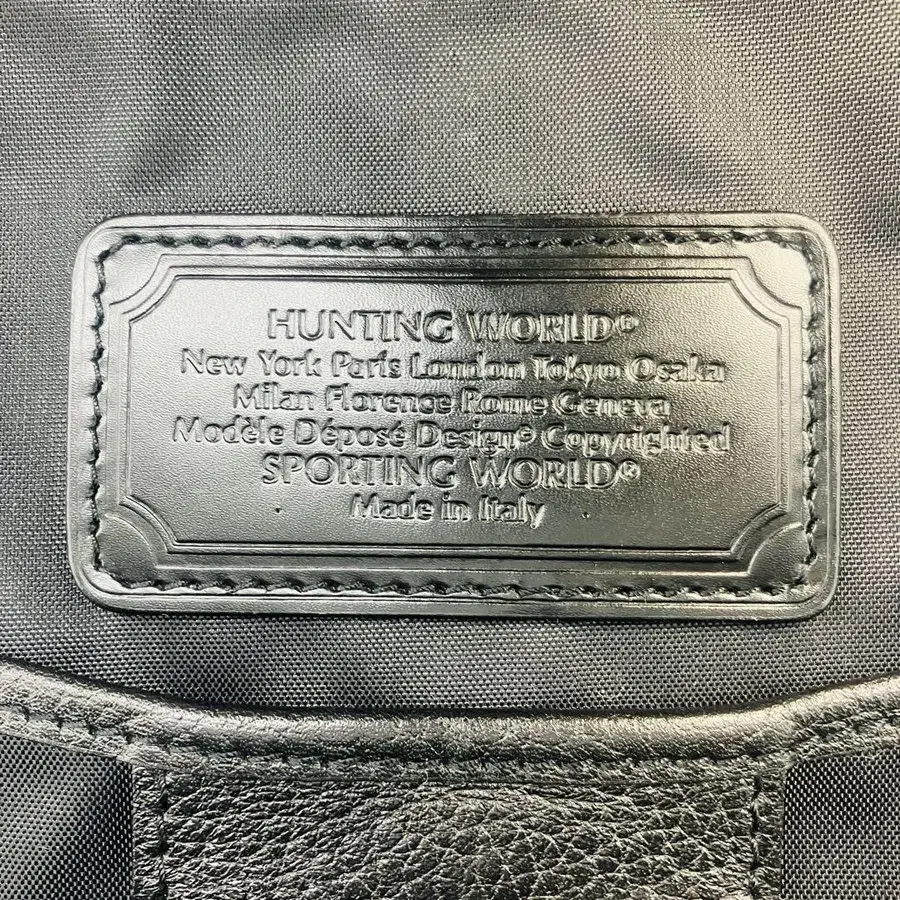 HUNTING WORLD®
New York Paris London Tokyo Osaka
Milan Florence Rome Geneva
Modèle Déposé Design® Copyrighted
SPORTING WORLD®
Made in Italy